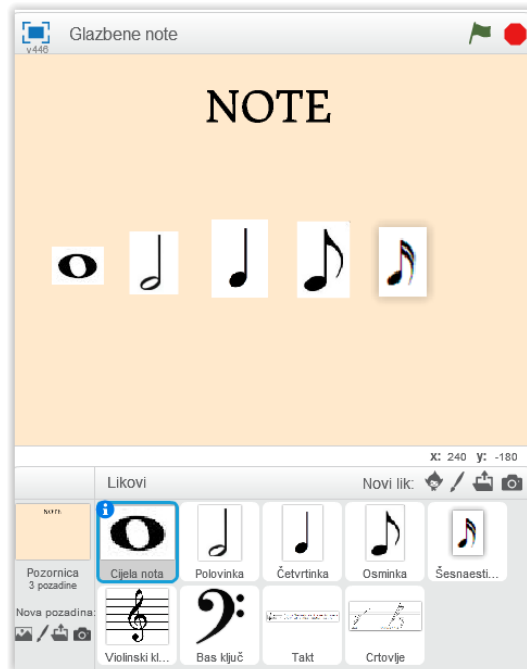 Glazbene note
v446
NOTE
x: 240 y: -180
Likovi
Novi lik:
NOTE
Pozornica
3 pozadine
Nova pozadina:
Cijela nota
Polovinka
Četvrtinka
Osminka
Šesnaesti...
Violinski kl...
Bas ključ
Takt
Crtovlje